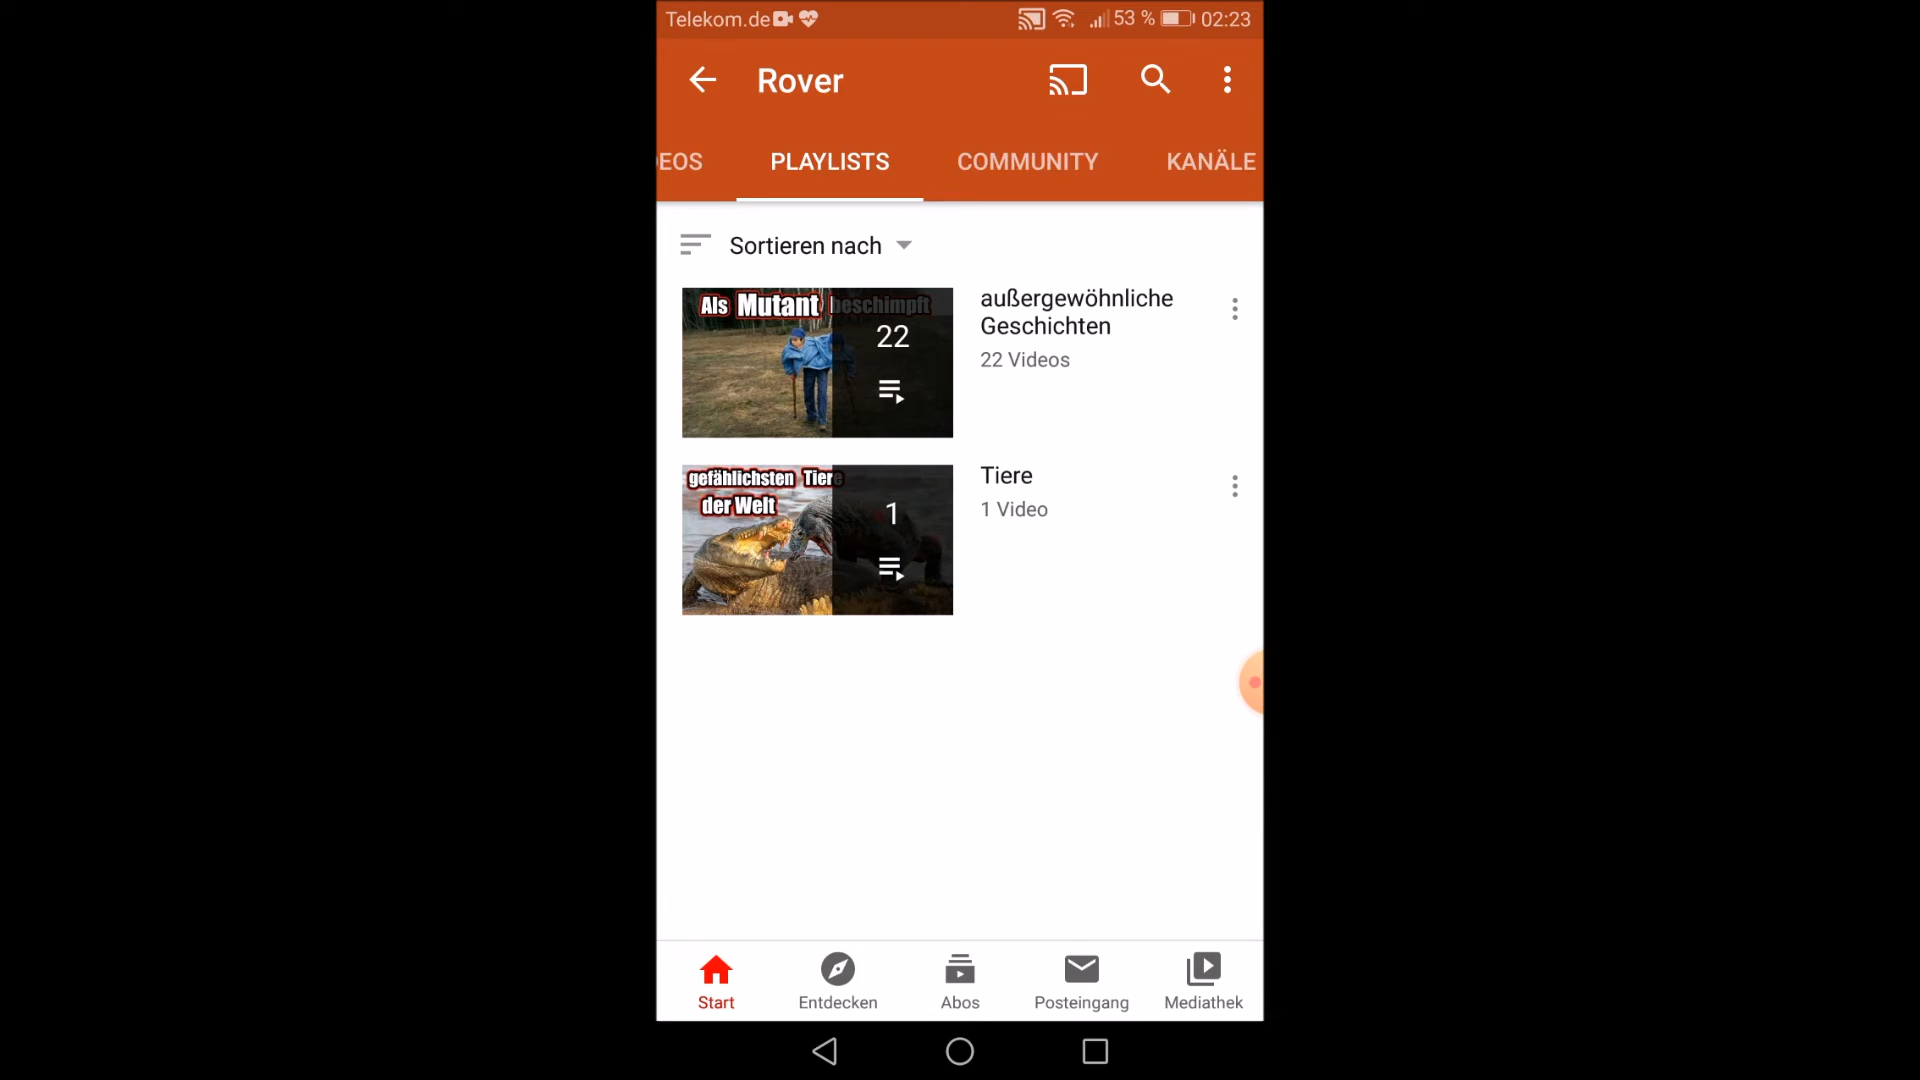 Telekom.de 53 % 02:23
Rover
EOS PLAYLISTS COMMUNITY KANÄLE
Sortieren nach
Als Mutant beschimpft
22
außergewöhnliche
Geschichten
22 Videos
gefählichsten Tiere
der Welt
1
Tiere
1 Video
Start Entdecken Abos Posteingang Mediathek